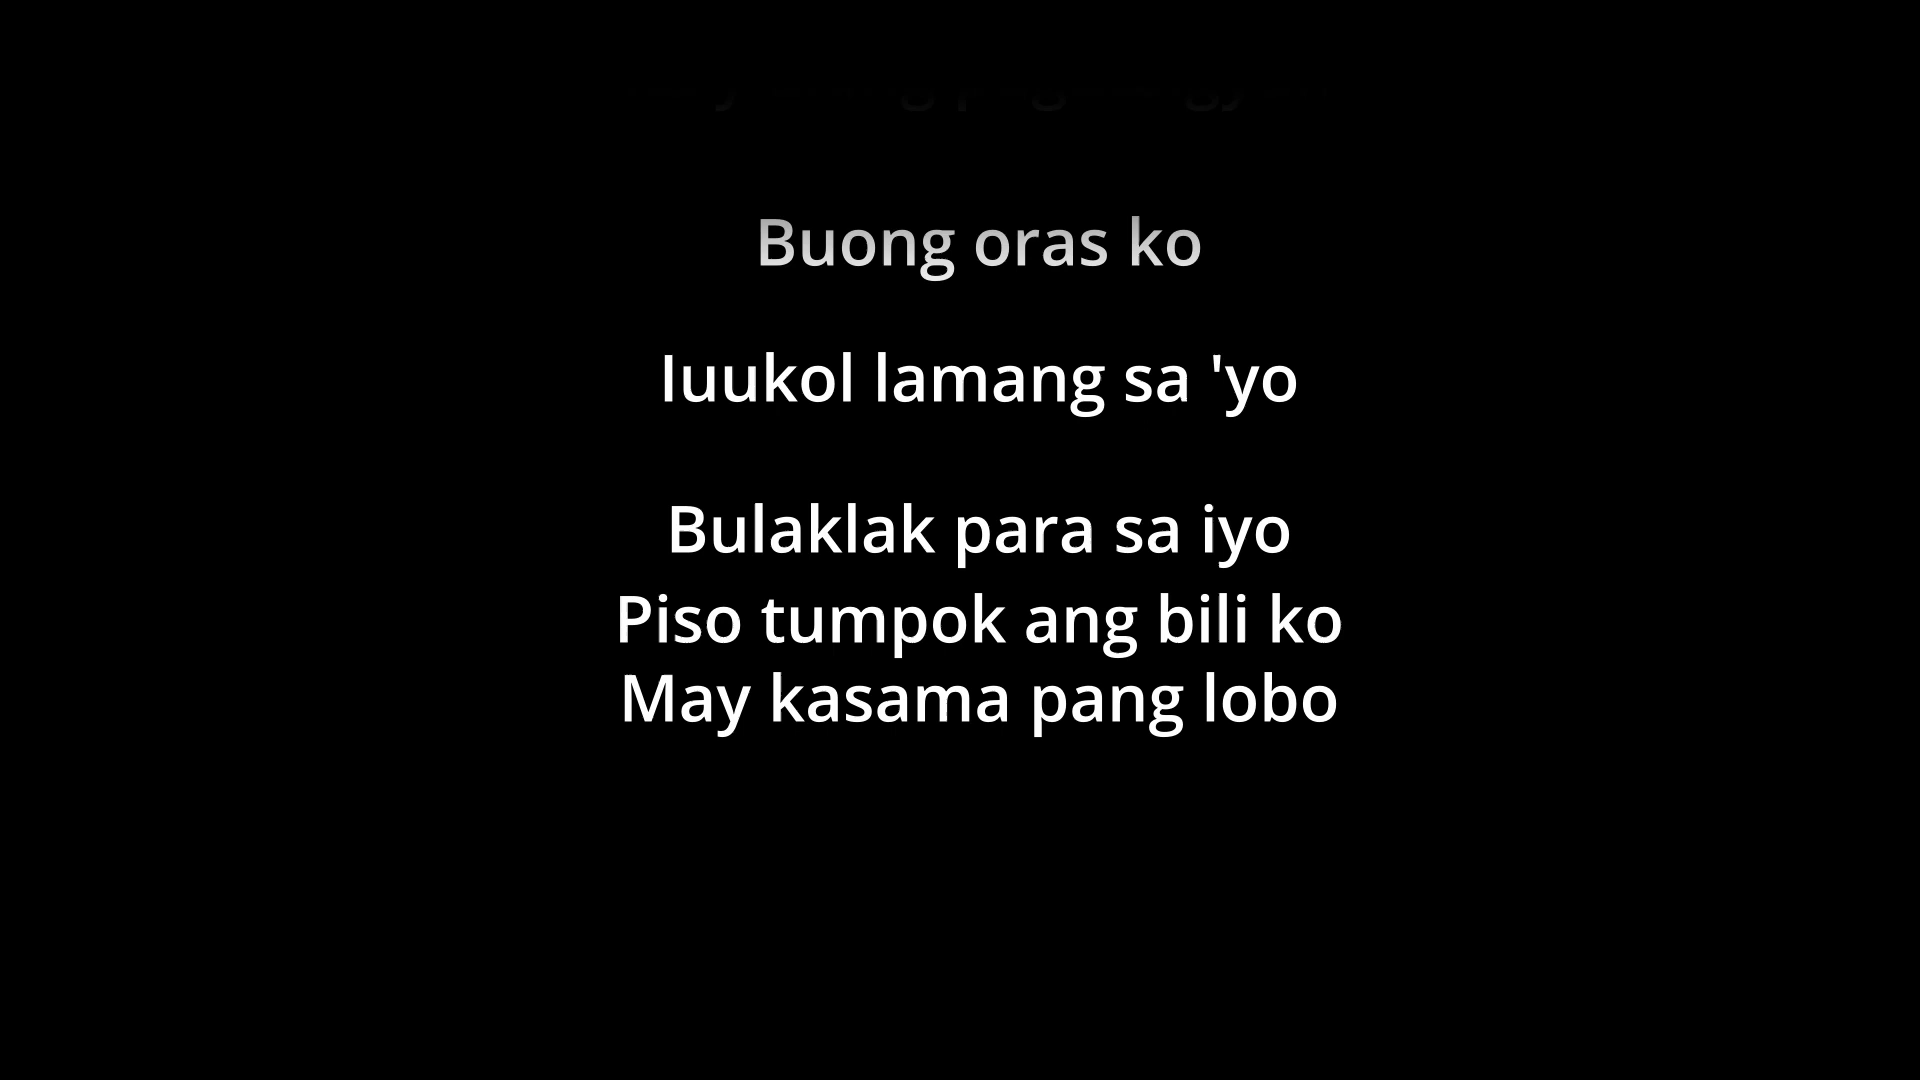 Buong oras ko
Iuukol lamang sa 'yo
Bulaklak para sa iyo
Piso tumpok ang bili ko
May kasama pang lobo